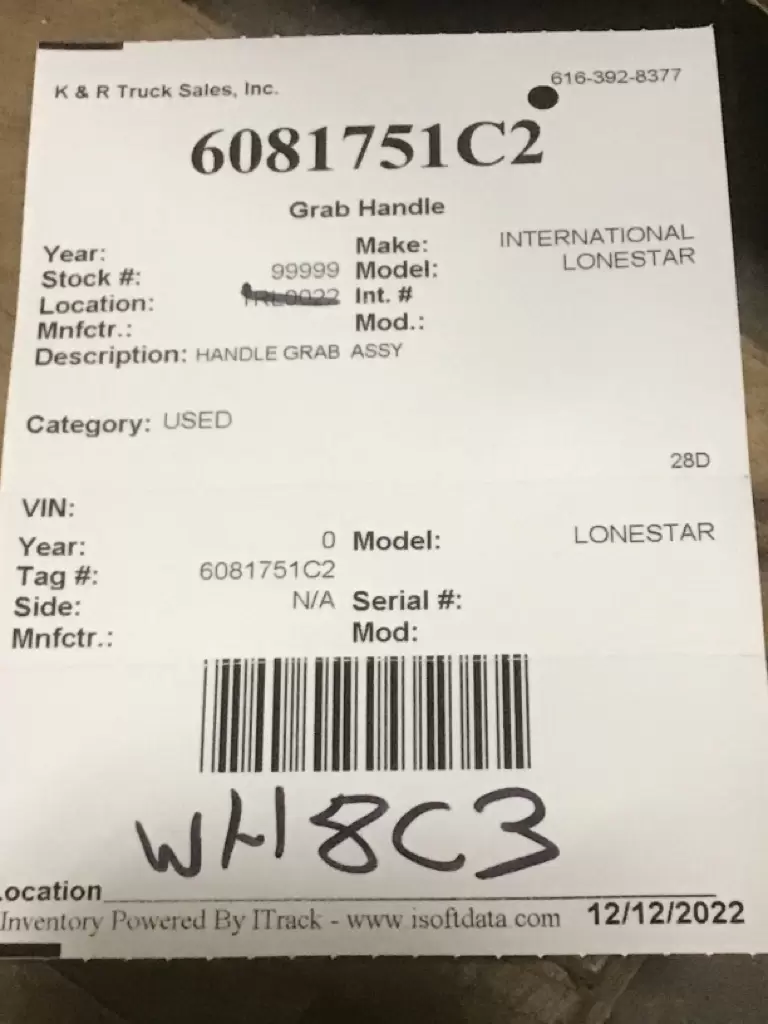 K & R Truck Sales, Inc. 616-392-8377
6081751C2
Grab Handle
Year: Make: INTERNATIONAL
Stock #: 99999 Model: LONESTAR
Location: TRL0022 Int. #
Mnfctr.: Mod.:
Description: HANDLE GRAB ASSY
Category: USED
28D
VIN:
Year: 0 Model: LONESTAR
Tag #: 6081751C2
Side: N/A Serial #:
Mnfctr.: Mod:
WH8C3
ocation
Inventory Powered By ITrack - www isoftdata com 12/12/2022